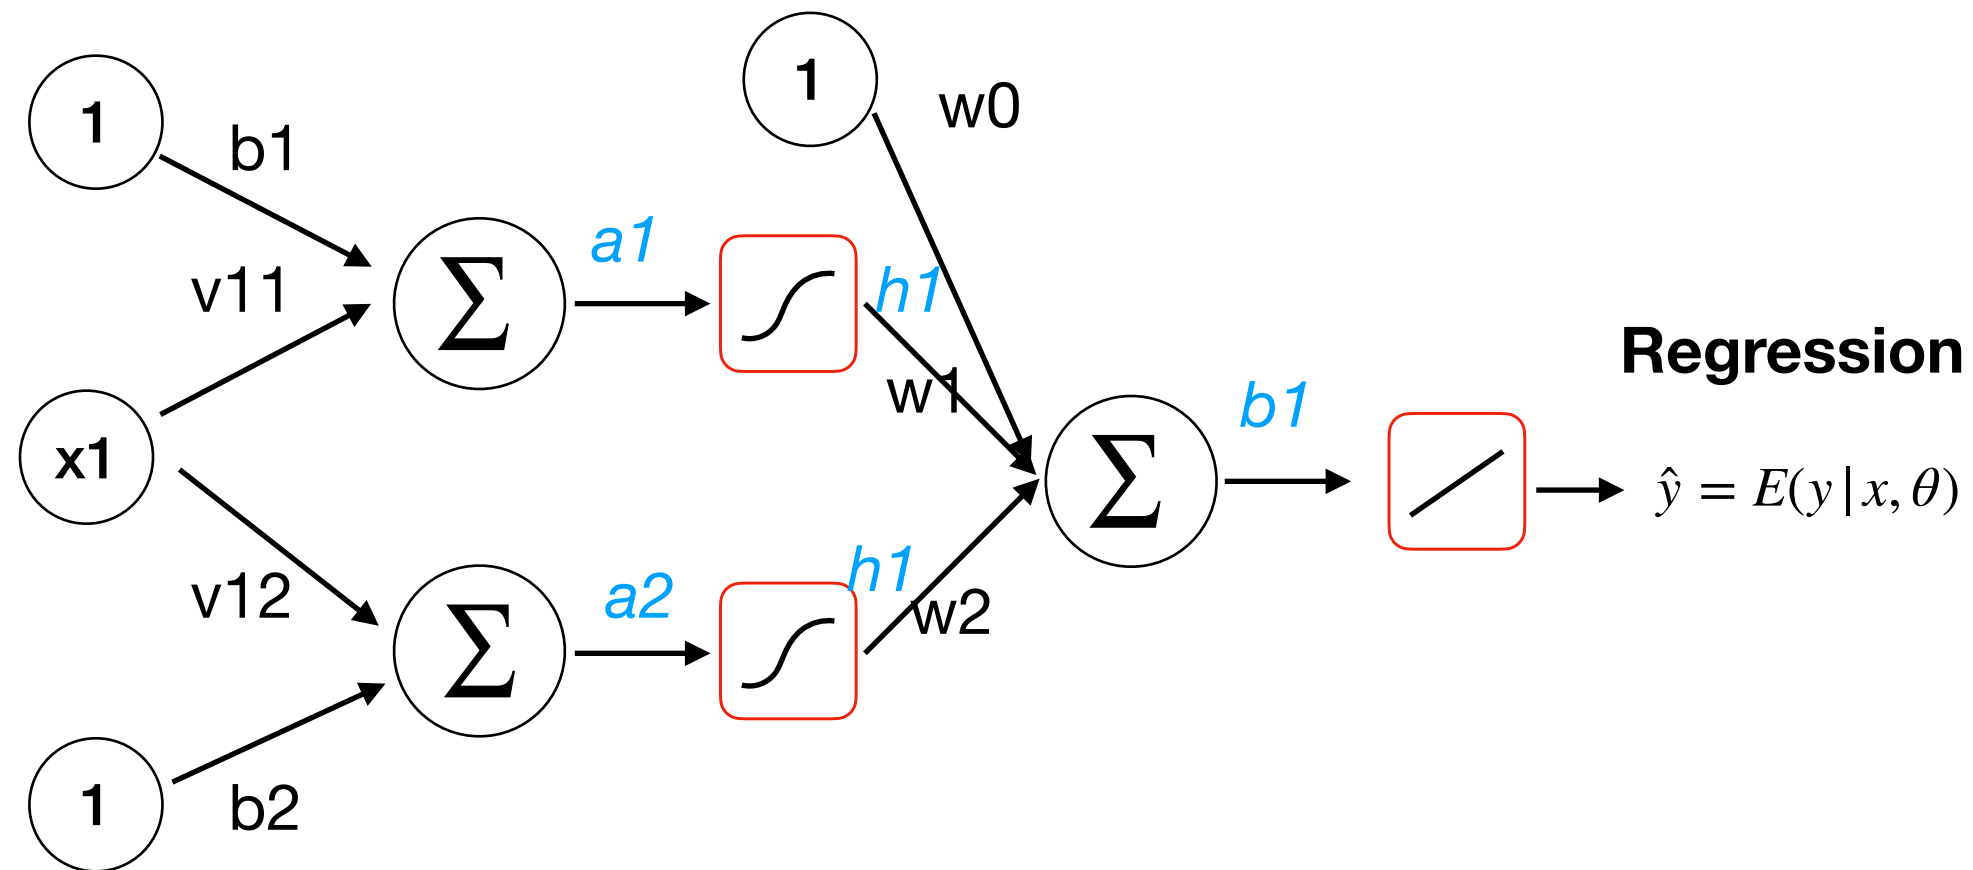 1
w0
1
b1
a1
v11
h1
Σ
w1
Regression
b1
x1
Σ
ŷ = E(y | x, θ)
h1
v12
a2
w2
Σ
1
b2